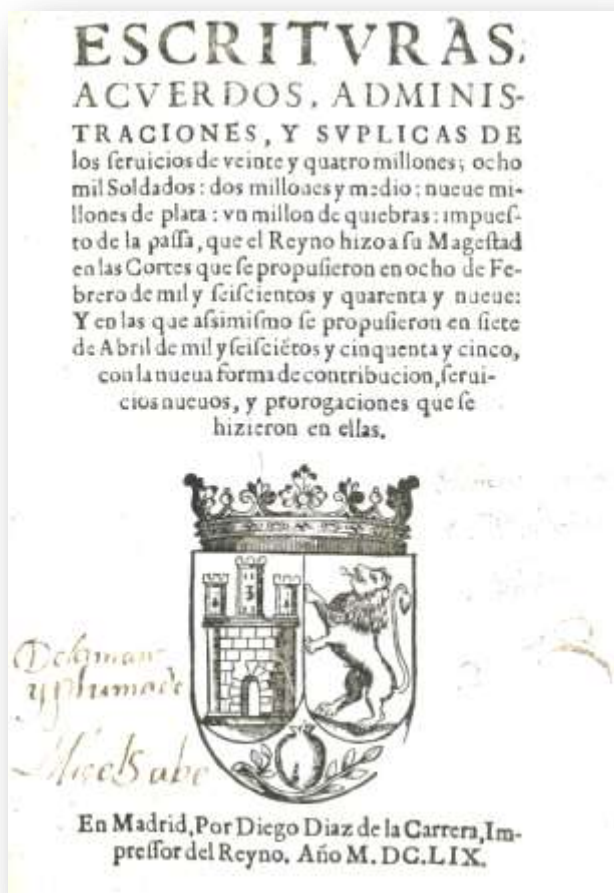 ESCRITVRAS,
ACVERDOS, ADMINIS-
TRACIONES, Y SVPLICAS DE
los ſeruicios de veinte y quatro millones; ocho
mil Soldados: dos millones y medio: nueue mi-
llones de plata: vn millon de quiebras: impueſ-
to de la paſſa, que el Reyno hizo a ſu Mageſtad
en las Cortes que ſe propuſieron en ocho de Fe-
brero de mil y ſeiſcientos y quarenta y nueue:
Y en las que aſsimiſmo ſe propuſieron en ſiete
de Abril de mil y ſeiſciẽtos y cinquenta y cinco,
con la nueua forma de contribucion, ſerui-
cios nueuos, y prorogaciones que ſe
hizieron en ellas.
En Madrid, Por Diego Diaz de la Carrera, Im-
preſſor del Reyno. Año M. DC. LIX.